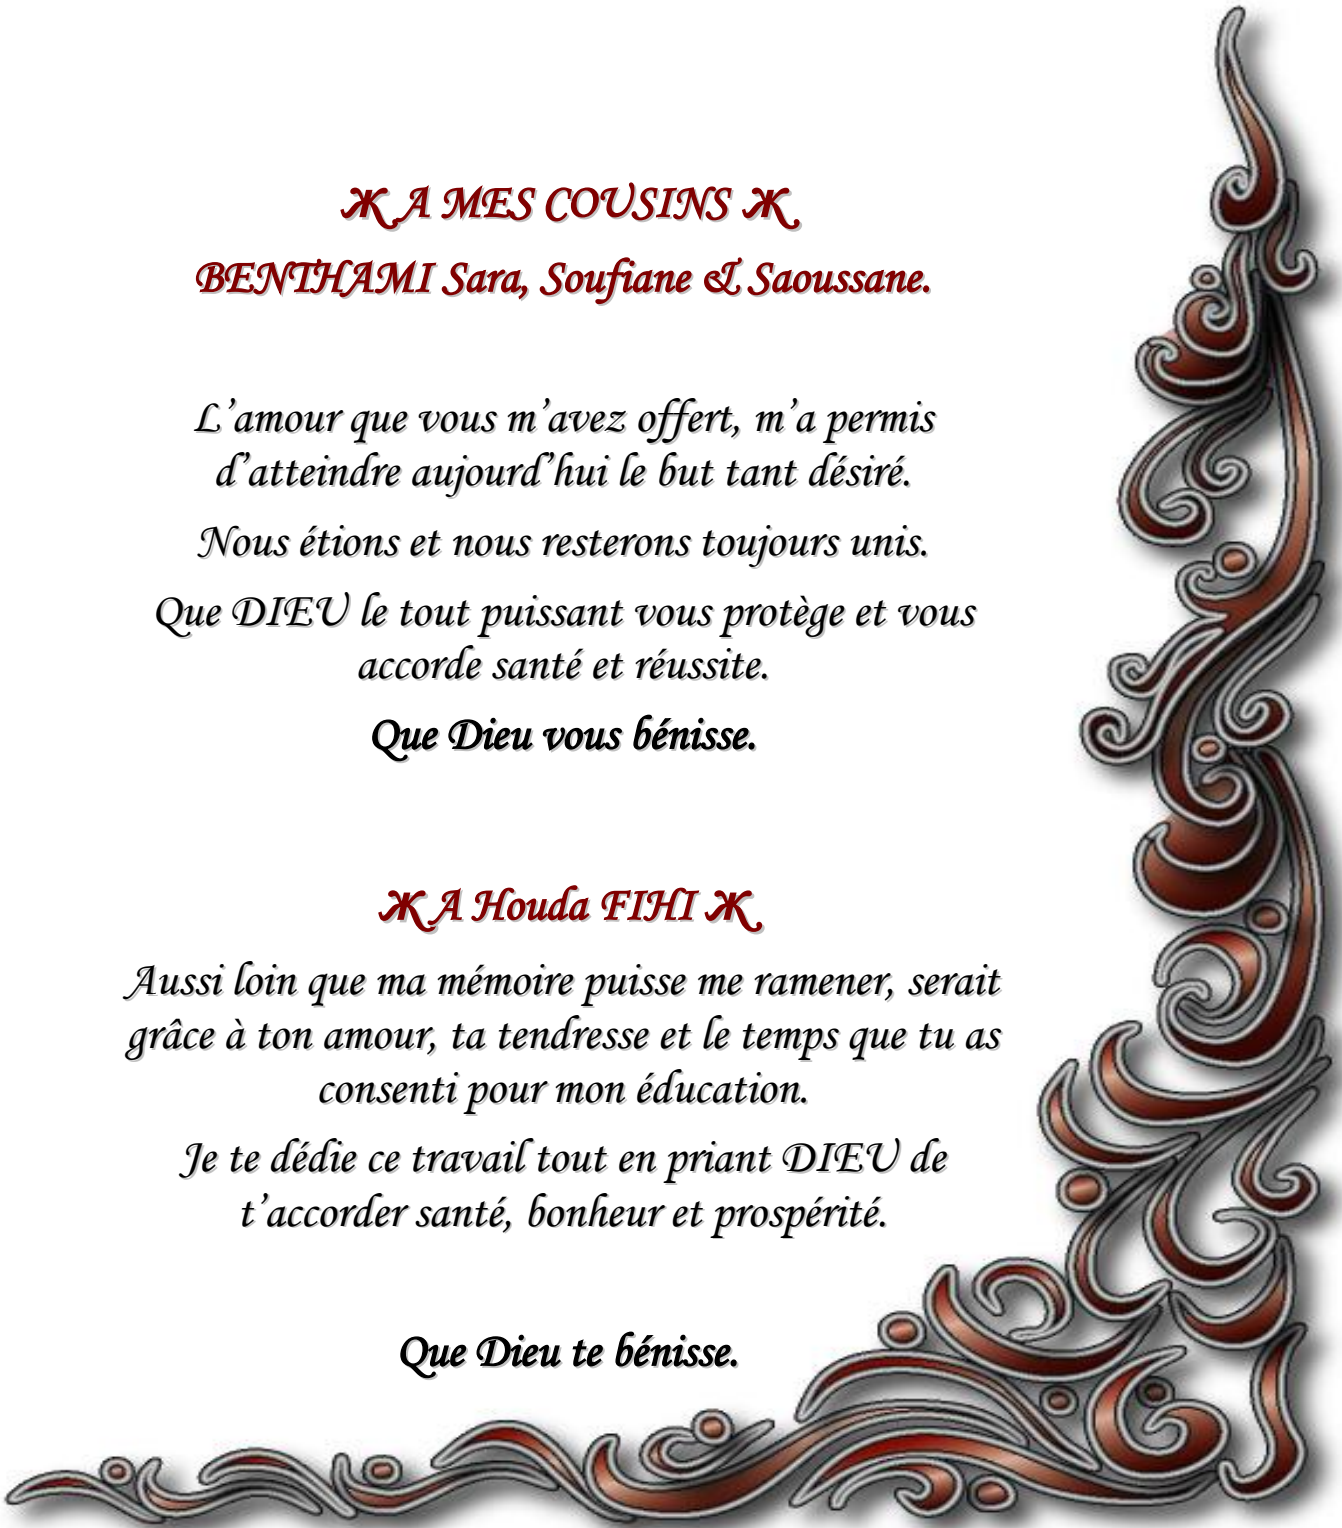 Ж A MES COUSINS Ж
BENTHAMI Sara, Soufiane & Saoussane.
L’amour que vous m’avez offert, m’a permis
d’atteindre aujourd’hui le but tant désiré.
Nous étions et nous resterons toujours unis.
Que DIEU le tout puissant vous protège et vous
accorde santé et réussite.
Que Dieu vous bénisse.
Ж A Houda FIHI Ж
Aussi loin que ma mémoire puisse me ramener, serait
grâce à ton amour, ta tendresse et le temps que tu as
consenti pour mon éducation.
Je te dédie ce travail tout en priant DIEU de
t’accorder santé, bonheur et prospérité.
Que Dieu te bénisse.